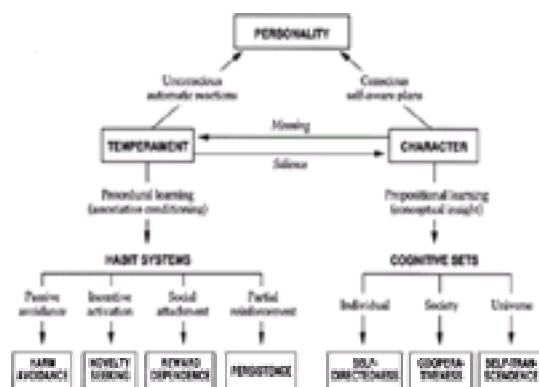 PERSONALITY
Unconscious
automatic reactions
Conscious
self-aware plans
Meaning
TEMPERAMENT
CHARACTER
Salience
Procedural learning
(associative conditioning)
Propositional learning
(conceptual insight)
HABIT SYSTEMS
COGNITIVE SETS
Passive
avoidance
Incentive
activation
Social
attachment
Partial
reinforcement
Individual
Society
Universe
HARM
AVOIDANCE
NOVELTY
SEEKING
REWARD
DEPENDENCE
PERSISTENCE
SELF-
DIRECTEDNESS
COOPERA-
TIVENESS
SELF-TRAN-
SCENDENCE